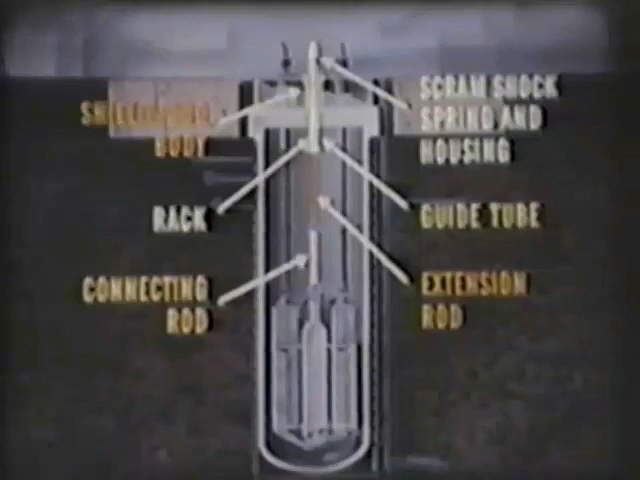 BODY
SCRAM SHOCK
SPRING AND
HOUSING
RACK
GUIDE TUBE
CONNECTING
ROD
EXTENSION
ROD